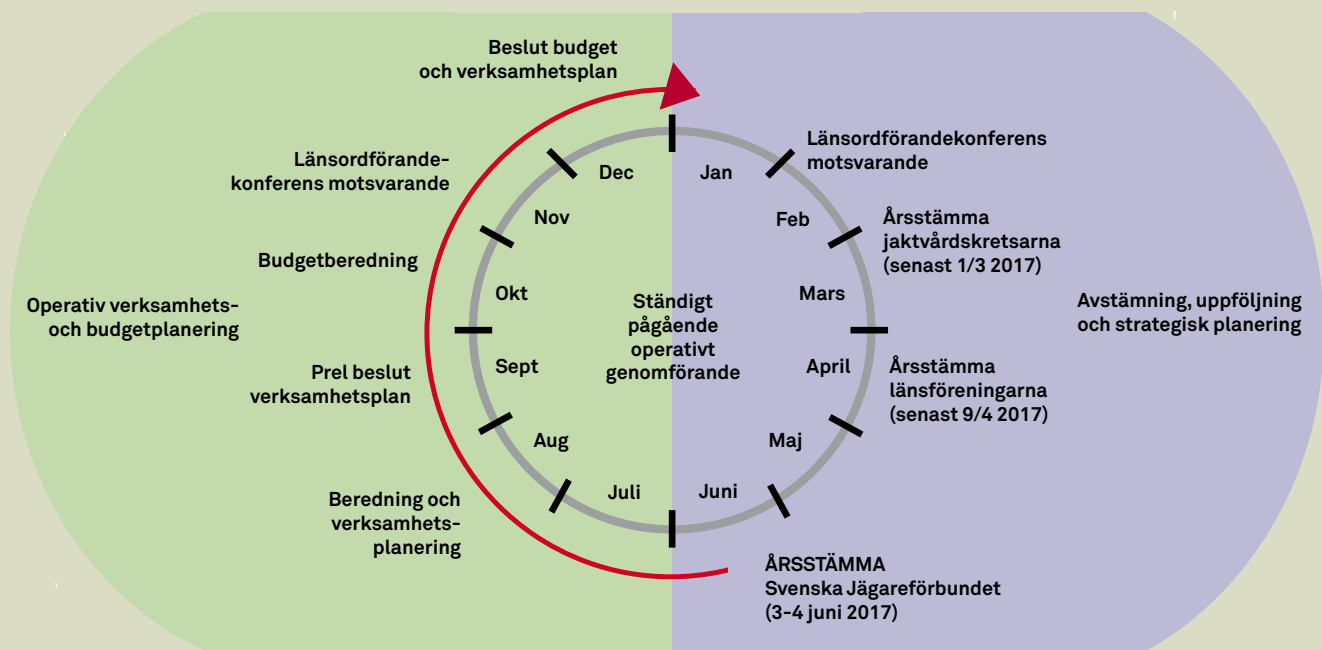 Beslut budget
och verksamhetsplan
Länsordförande-
konferens motsvarande
Budgetberedning
Operativ verksamhets-
och budgetplanering
Prel beslut
verksamhetsplan
Beredning och
verksamhets-
planering
Dec
Nov
Okt
Sept
Aug
Juli
Jan
Feb
Mars
April
Maj
Juni
Ständigt
pågående
operativt
genomförande
Länsordförandekonferens
motsvarande
Årsstämma
jaktvårdskretsarna
(senast 1/3 2017)
Avstämning, uppföljning
och strategisk planering
Årsstämma
länsföreningarna
(senast 9/4 2017)
ÅRSSTÄMMA
Svenska Jägareförbundet
(3-4 juni 2017)